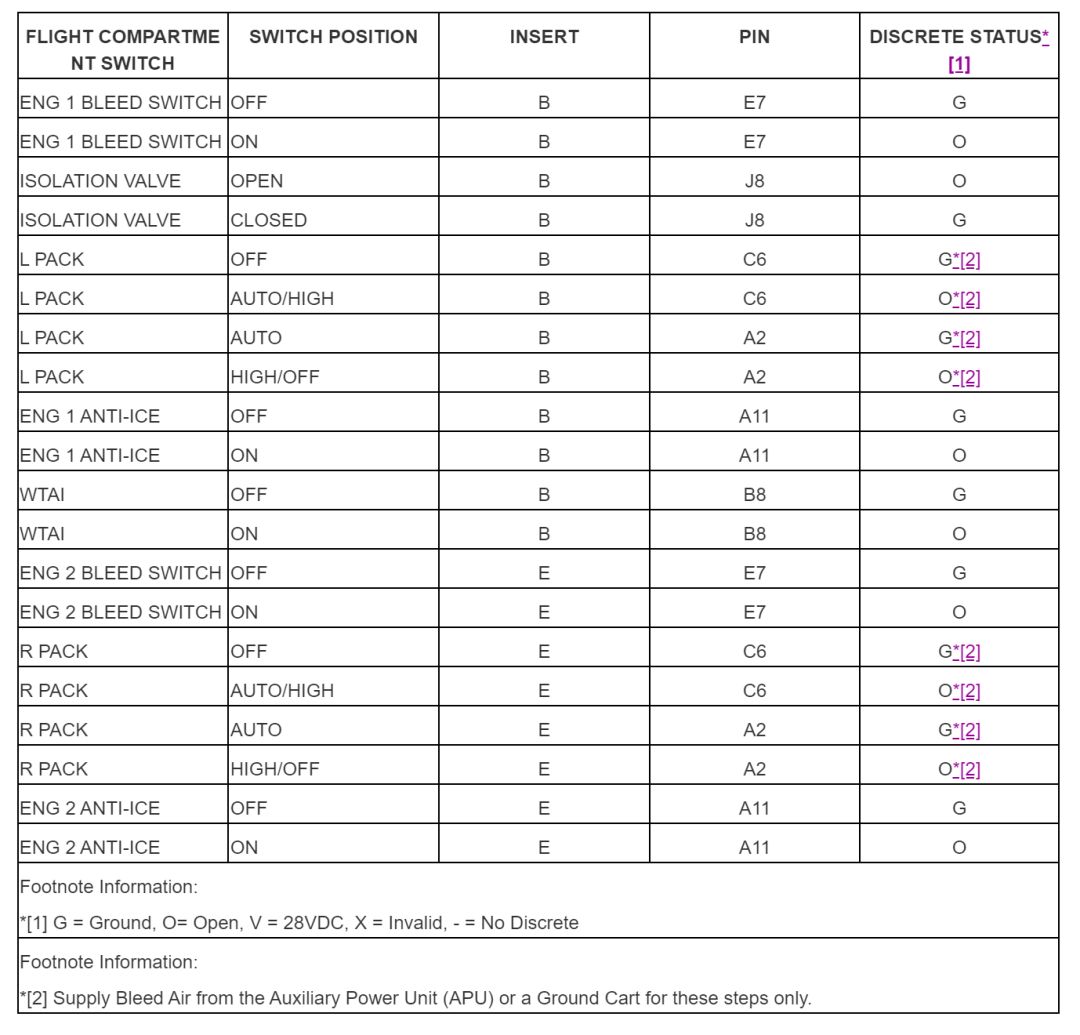 FLIGHT COMPARTME SWITCH POSITION INSERT PIN DISCRETE STATUS*
NT SWITCH [1]
ENG 1 BLEED SWITCH OFF B E7 G
ENG 1 BLEED SWITCH ON B E7 O
ISOLATION VALVE OPEN B J8 O
ISOLATION VALVE CLOSED B J8 G
L PACK OFF B C6 G*[2]
L PACK AUTO/HIGH B C6 O*[2]
L PACK AUTO B A2 G*[2]
L PACK HIGH/OFF B A2 O*[2]
ENG 1 ANTI-ICE OFF B A11 G
ENG 1 ANTI-ICE ON B A11 O
WTAI OFF B B8 G
WTAI ON B B8 O
ENG 2 BLEED SWITCH OFF E E7 G
ENG 2 BLEED SWITCH ON E E7 O
R PACK OFF E C6 G*[2]
R PACK AUTO/HIGH E C6 O*[2]
R PACK AUTO E A2 G*[2]
R PACK HIGH/OFF E A2 O*[2]
ENG 2 ANTI-ICE OFF E A11 G
ENG 2 ANTI-ICE ON E A11 O
Footnote Information:
*[1] G = Ground, O= Open, V = 28VDC, X = Invalid, - = No Discrete
Footnote Information:
*[2] Supply Bleed Air from the Auxiliary Power Unit (APU) or a Ground Cart for these steps only.